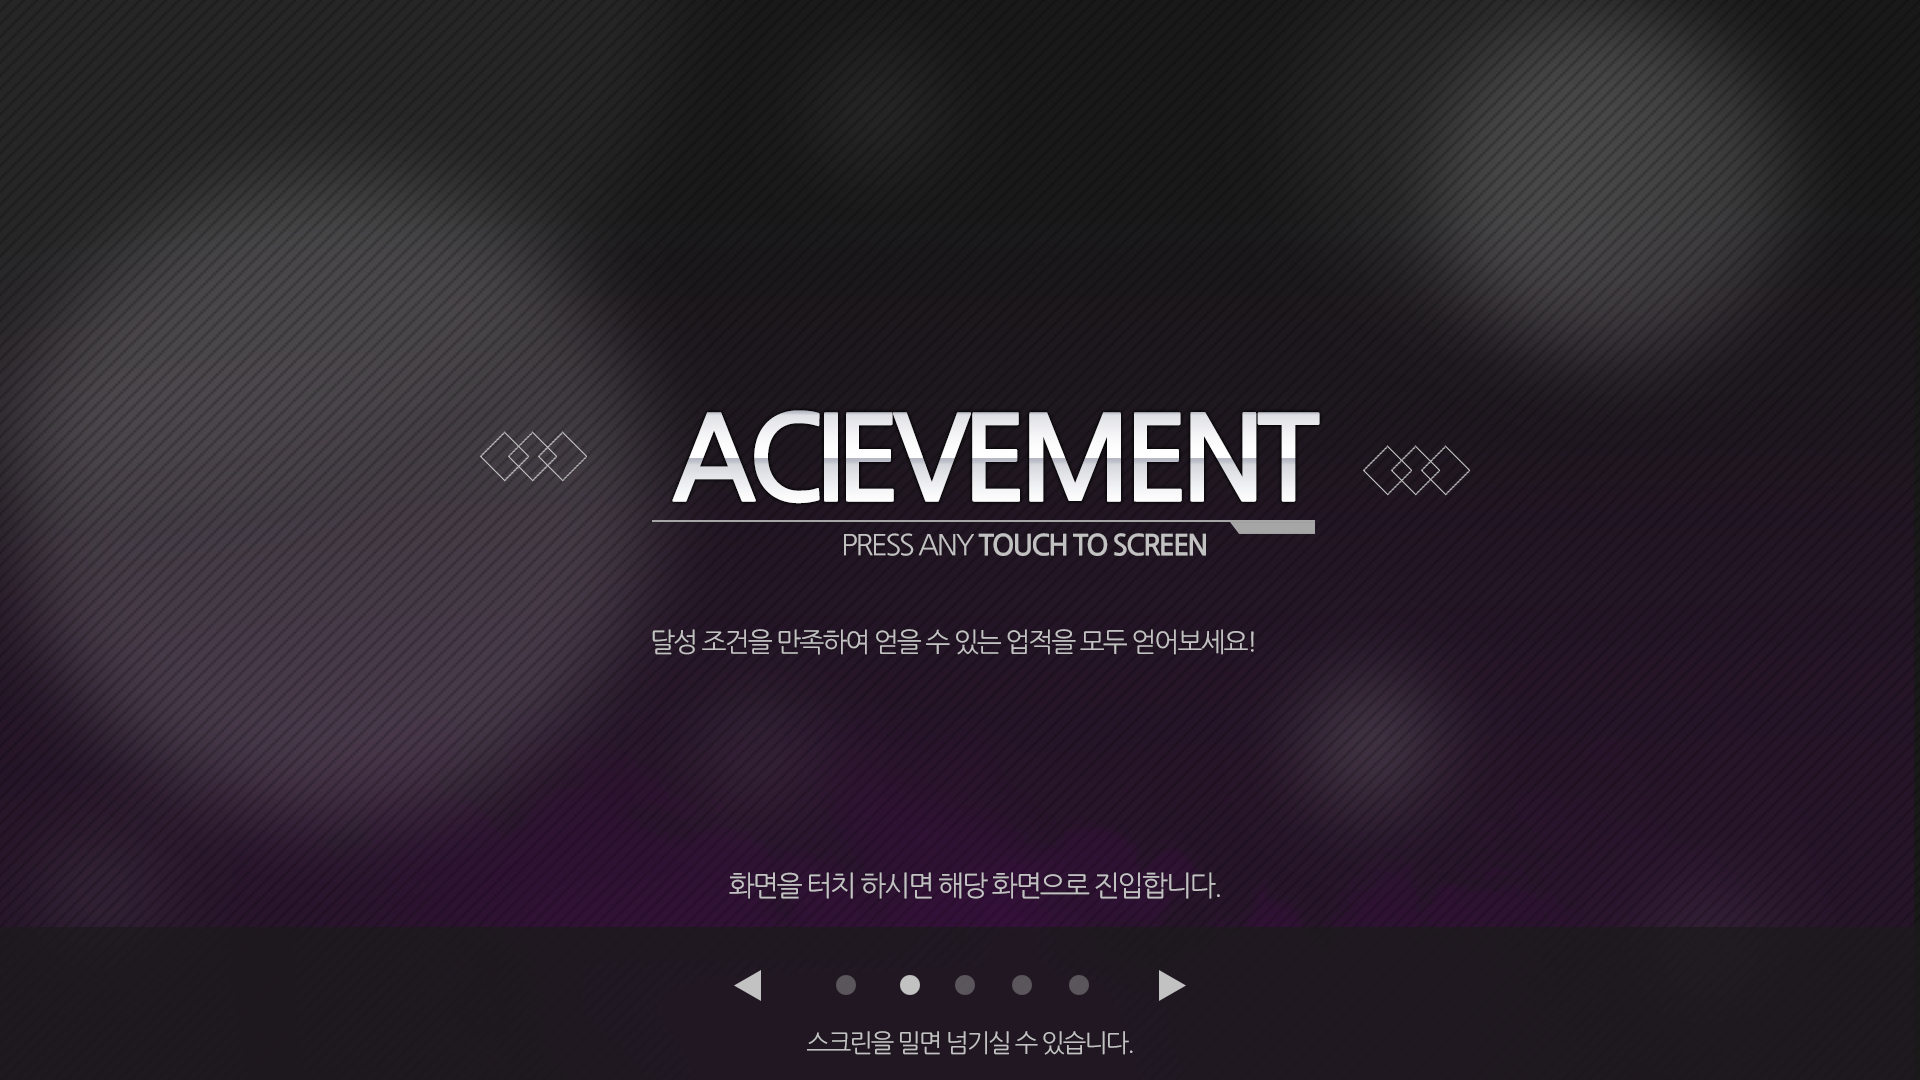 ACIEVEMENT
PRESS ANY TOUCH TO SCREEN
달성 조건을 만족하여 얻을 수 있는 업적을 모두 얻어보세요!
화면을 터치 하시면 해당 화면으로 진입합니다.
스크린을 밀면 넘기실 수 있습니다.